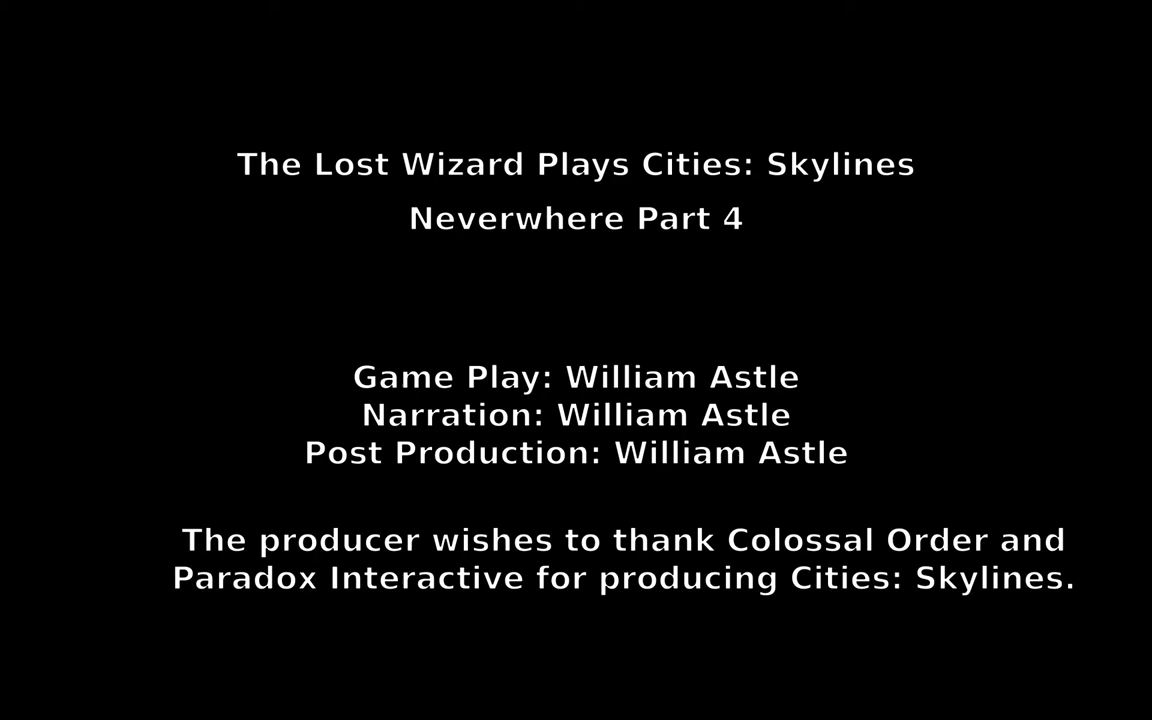 The Lost Wizard Plays Cities: Skylines
Neverwhere Part 4
Game Play: William Astle
Narration: William Astle
Post Production: William Astle
The producer wishes to thank Colossal Order and
Paradox Interactive for producing Cities: Skylines.